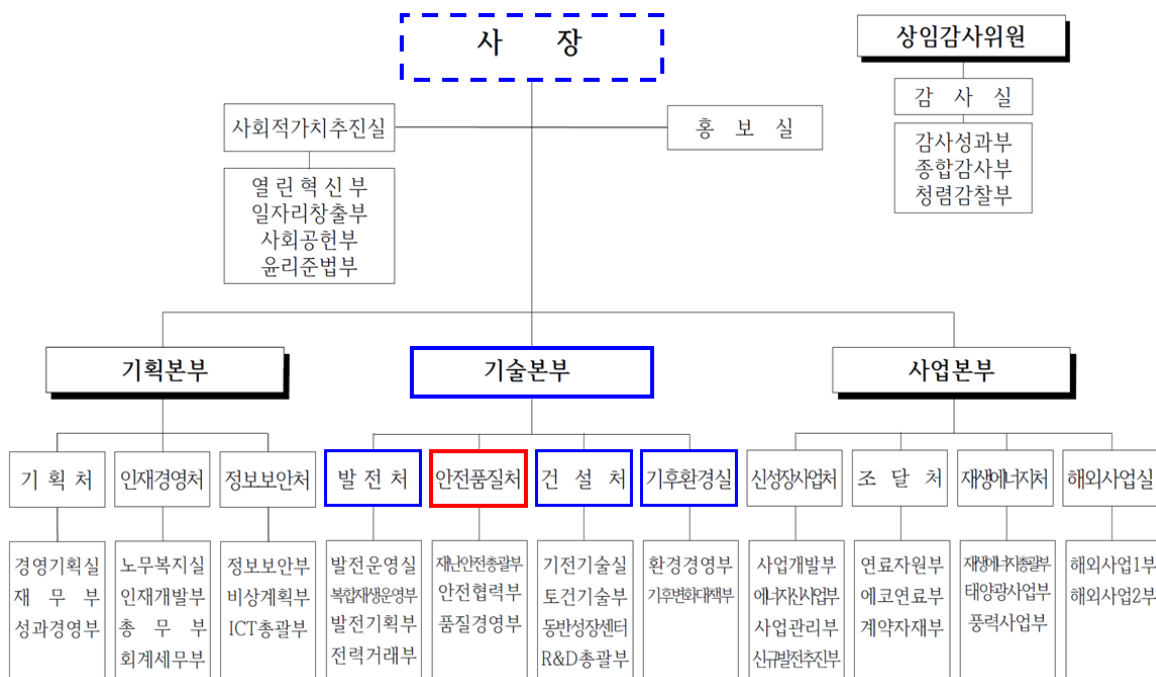 사 장
상임감사위원
감 사 실
감사성과부
종합감사부
청렴감찰부
사회적가치추진실
홍 보 실
열 린 혁 신 부
일자리창출부
사회공헌부
윤리준법부
기획본부
기술본부
사업본부
기 획 처
인재경영처
정보보안처
발 전 처
안전품질처
건 설 처
기후환경실
신성장사업처
조 달 처
재생에너지처
해외사업실
경영기획실
재 무 부
성과경영부
노무복지실
인재개발부
총 무 부
회계세무부
정보보안부
비상계획부
ICT총괄부
발전운영실
복합재생운영부
발전기획부
전력거래부
재난안전총괄부
안전협력부
품질경영부
기전기술실
토건기술부
동반성장센터
R&D총괄부
환경경영부
기후변화대책부
사업개발부
에너지신사업부
사업관리부
신규발전추진부
연료자원부
에코연료부
계약자재부
재생에너지총괄부
태양광사업부
풍력사업부
해외사업1부
해외사업2부